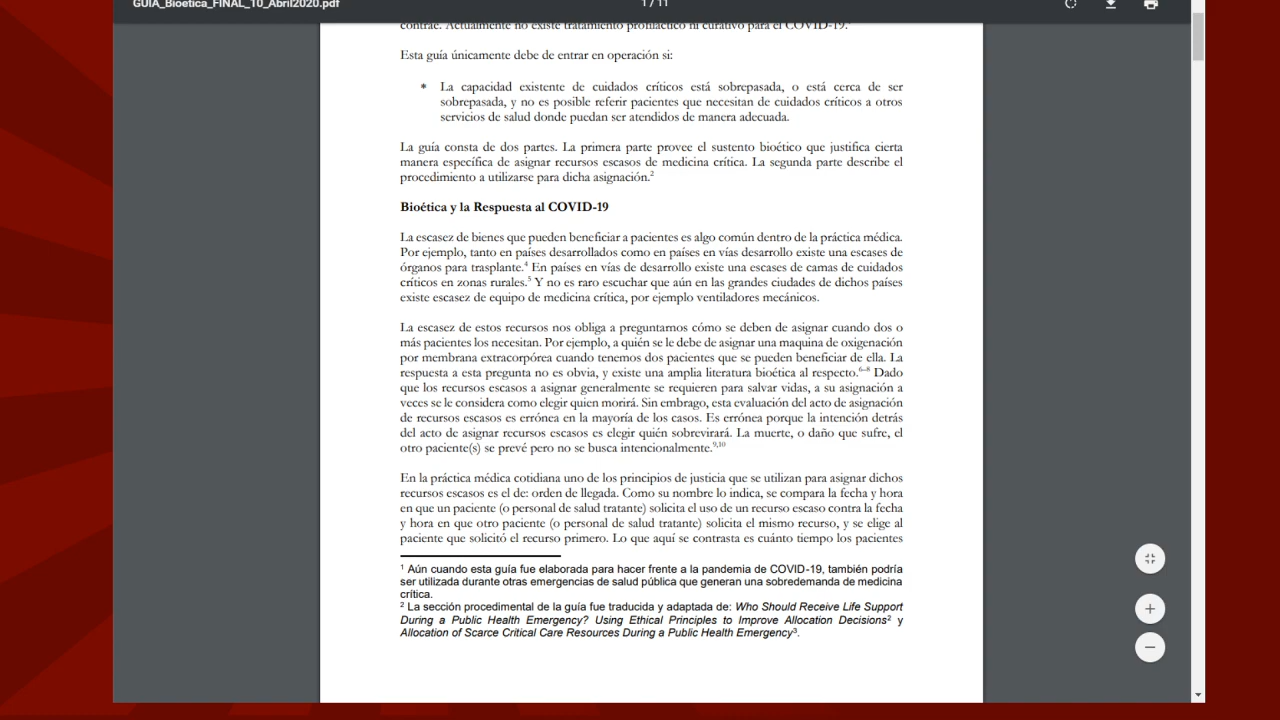 GUIA_Bioetica_FINAL_10_Abril2020.pdf
1 / 11
contrae. Actualmente no existe tratamiento profiláctico ni curativo para el COVID-19.¹
Esta guía únicamente debe de entrar en operación si:
* La capacidad existente de cuidados críticos está sobrepasada, o está cerca de ser
sobrepasada, y no es posible referir pacientes que necesitan de cuidados críticos a otros
servicios de salud donde puedan ser atendidos de manera adecuada.
La guía consta de dos partes. La primera parte provee el sustento bioético que justifica cierta
manera específica de asignar recursos escasos de medicina crítica. La segunda parte describe el
procedimiento a utilizarse para dicha asignación.²
Bioética y la Respuesta al COVID-19
La escasez de bienes que pueden beneficiar a pacientes es algo común dentro de la práctica médica.
Por ejemplo, tanto en países desarrollados como en países en vías desarrollo existe una escases de
órganos para trasplante.⁴ En países en vías de desarrollo existe una escases de camas de cuidados
críticos en zonas rurales.⁵ Y no es raro escuchar que aún en las grandes ciudades de dichos países
existe escasez de equipo de medicina crítica, por ejemplo ventiladores mecánicos.
La escasez de estos recursos nos obliga a preguntarnos cómo se deben de asignar cuando dos o
más pacientes los necesitan. Por ejemplo, a quién se le debe de asignar una maquina de oxigenación
por membrana extracorpórea cuando tenemos dos pacientes que se pueden beneficiar de ella. La
respuesta a esta pregunta no es obvia, y existe una amplia literatura bioética al respecto.⁶⁻⁸ Dado
que los recursos escasos a asignar generalmente se requieren para salvar vidas, a su asignación a
veces se le considera como elegir quien morirá. Sin embrago, esta evaluación del acto de asignación
de recursos escasos es errónea en la mayoría de los casos. Es errónea porque la intención detrás
del acto de asignar recursos escasos es elegir quién sobrevirará. La muerte, o daño que sufre, el
otro paciente(s) se prevé pero no se busca intencionalmente.⁹,¹⁰
En la práctica médica cotidiana uno de los principios de justicia que se utilizan para asignar dichos
recursos escasos es el de: orden de llegada. Como su nombre lo indica, se compara la fecha y hora
en que un paciente (o personal de salud tratante) solicita el uso de un recurso escaso contra la fecha
y hora en que otro paciente (o personal de salud tratante) solicita el mismo recurso, y se elige al
paciente que solicitó el recurso primero. Lo que aquí se contrasta es cuánto tiempo los pacientes
¹ Aún cuando esta guía fue elaborada para hacer frente a la pandemia de COVID-19, también podría
ser utilizada durante otras emergencias de salud pública que generan una sobredemanda de medicina
crítica.
² La sección procedimental de la guía fue traducida y adaptada de: Who Should Receive Life Support
During a Public Health Emergency? Using Ethical Principles to Improve Allocation Decisions² y
Allocation of Scarce Critical Care Resources During a Public Health Emergency³.